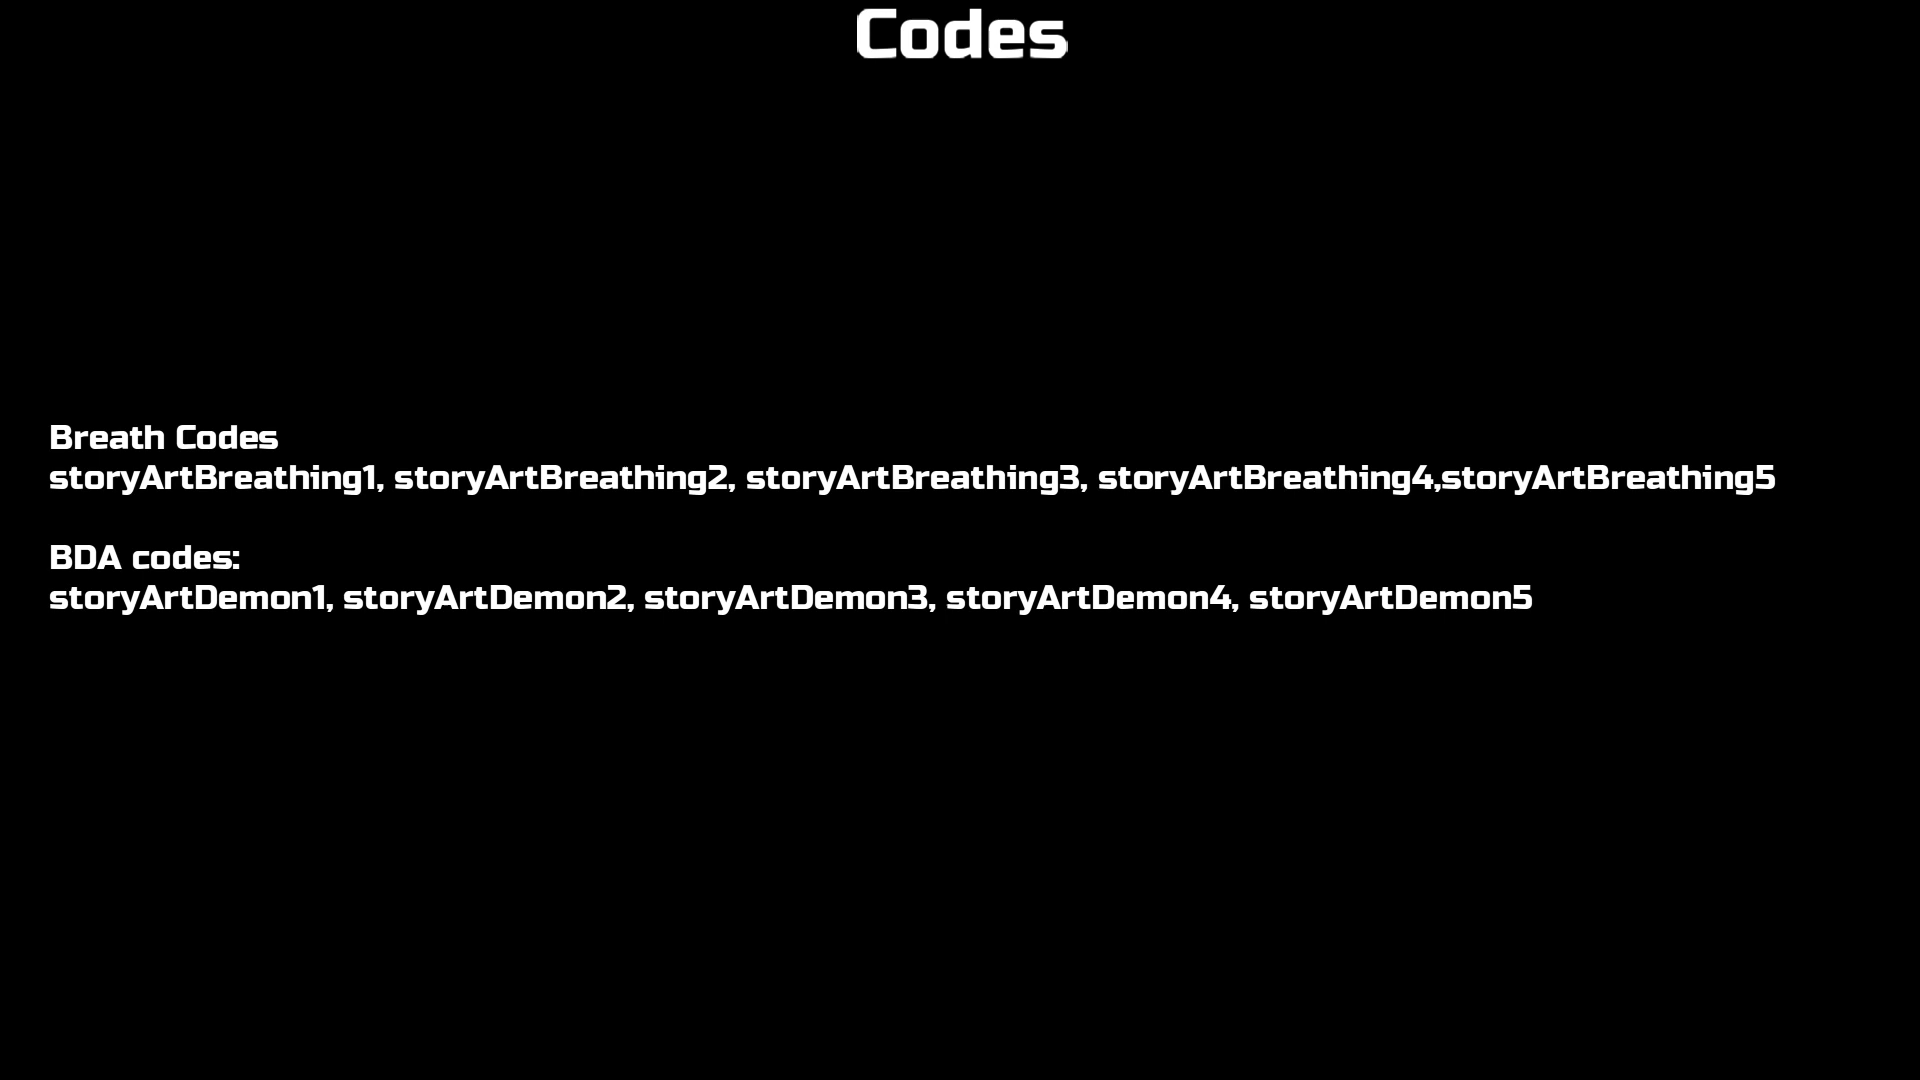 Codes
Breath Codes
storyArtBreathing1, storyArtBreathing2, storyArtBreathing3, storyArtBreathing4,storyArtBreathing5
BDA codes:
storyArtDemon1, storyArtDemon2, storyArtDemon3, storyArtDemon4, storyArtDemon5